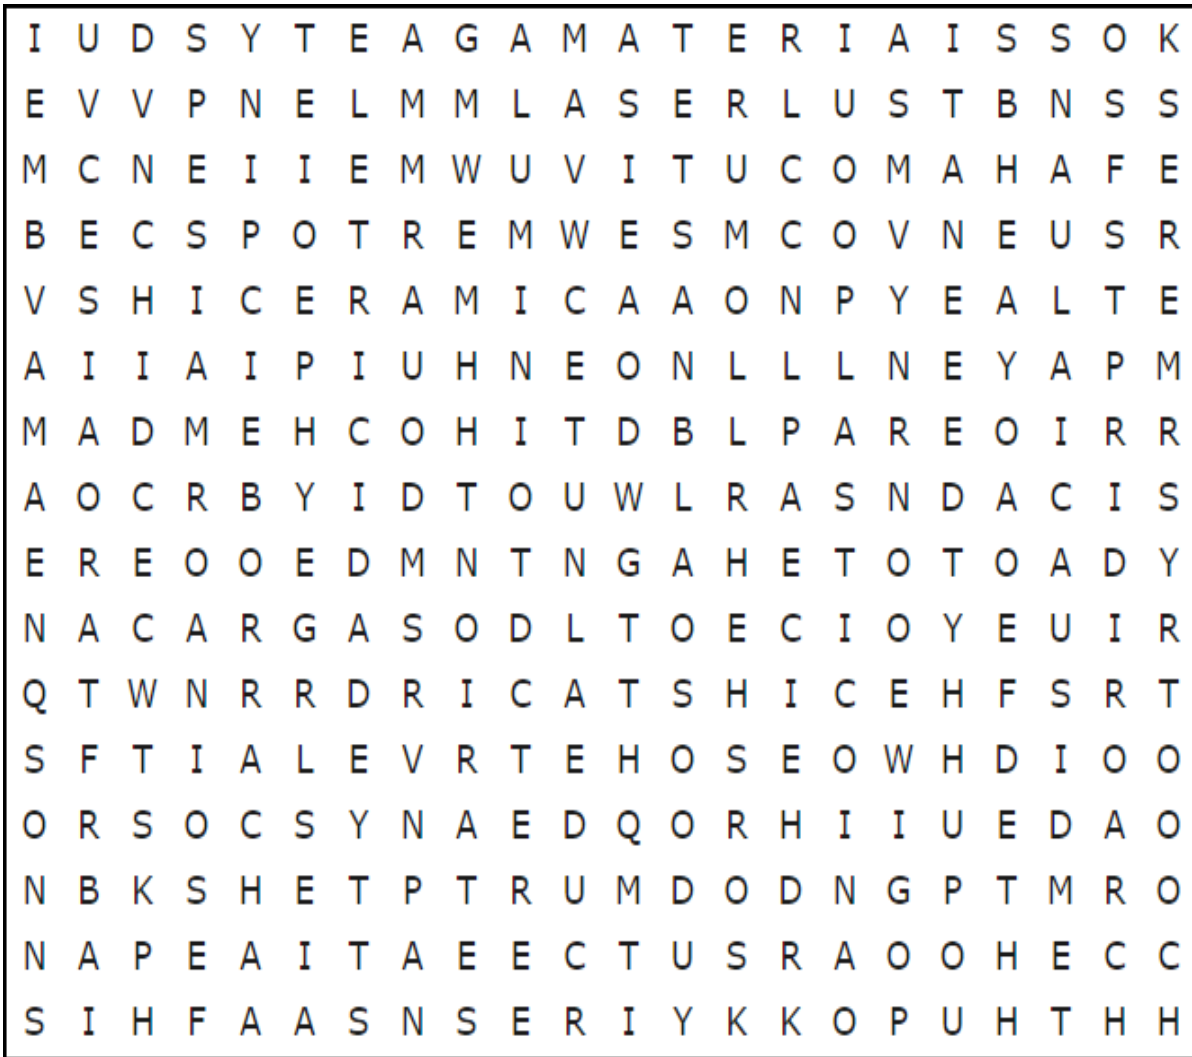 I U D S Y T E A G A M A T E R I A I S S O K
E V V P N E L M M L A S E R L U S T B N S S
M C N E I I E M W U V I T U C O M A H A F E
B E C S P O T R E M W E S M C O V N E U S R
V S H I C E R A M I C A A O N P Y E A L T E
A I I A I P I U H N E O N L L L N E Y A P M
M A D M E H C O H I T D B L P A R E O I R R
A O C R B Y I D T O U W L R A S N D A C I S
E R E O O E D M N T N G A H E T O T O A D Y
N A C A R G A S O D L T O E C I O Y E U I R
Q T W N R R D R I C A T S H I C E H F S R T
S F T I A L E V R T E H O S E O W H D I O O
O R S O C S Y N A E D Q O R H I I U E D A O
N B K S H E T P T R U M D O D N G P T M R O
N A P E A I T A E E C T U S R A O O H E C C
S I H F A A S N S E R I Y K K O P U H T H H